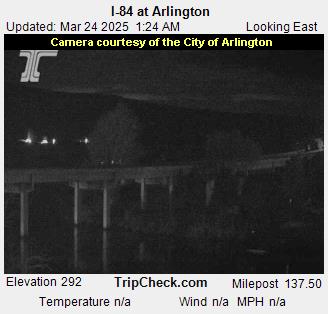 I-84 at Arlington
Updated: Mar 24 2025 1:24 AM Looking East
Camera courtesy of the City of Arlington
Elevation 292 TripCheck.com Milepost 137.50
Temperature n/a Wind n/a MPH n/a